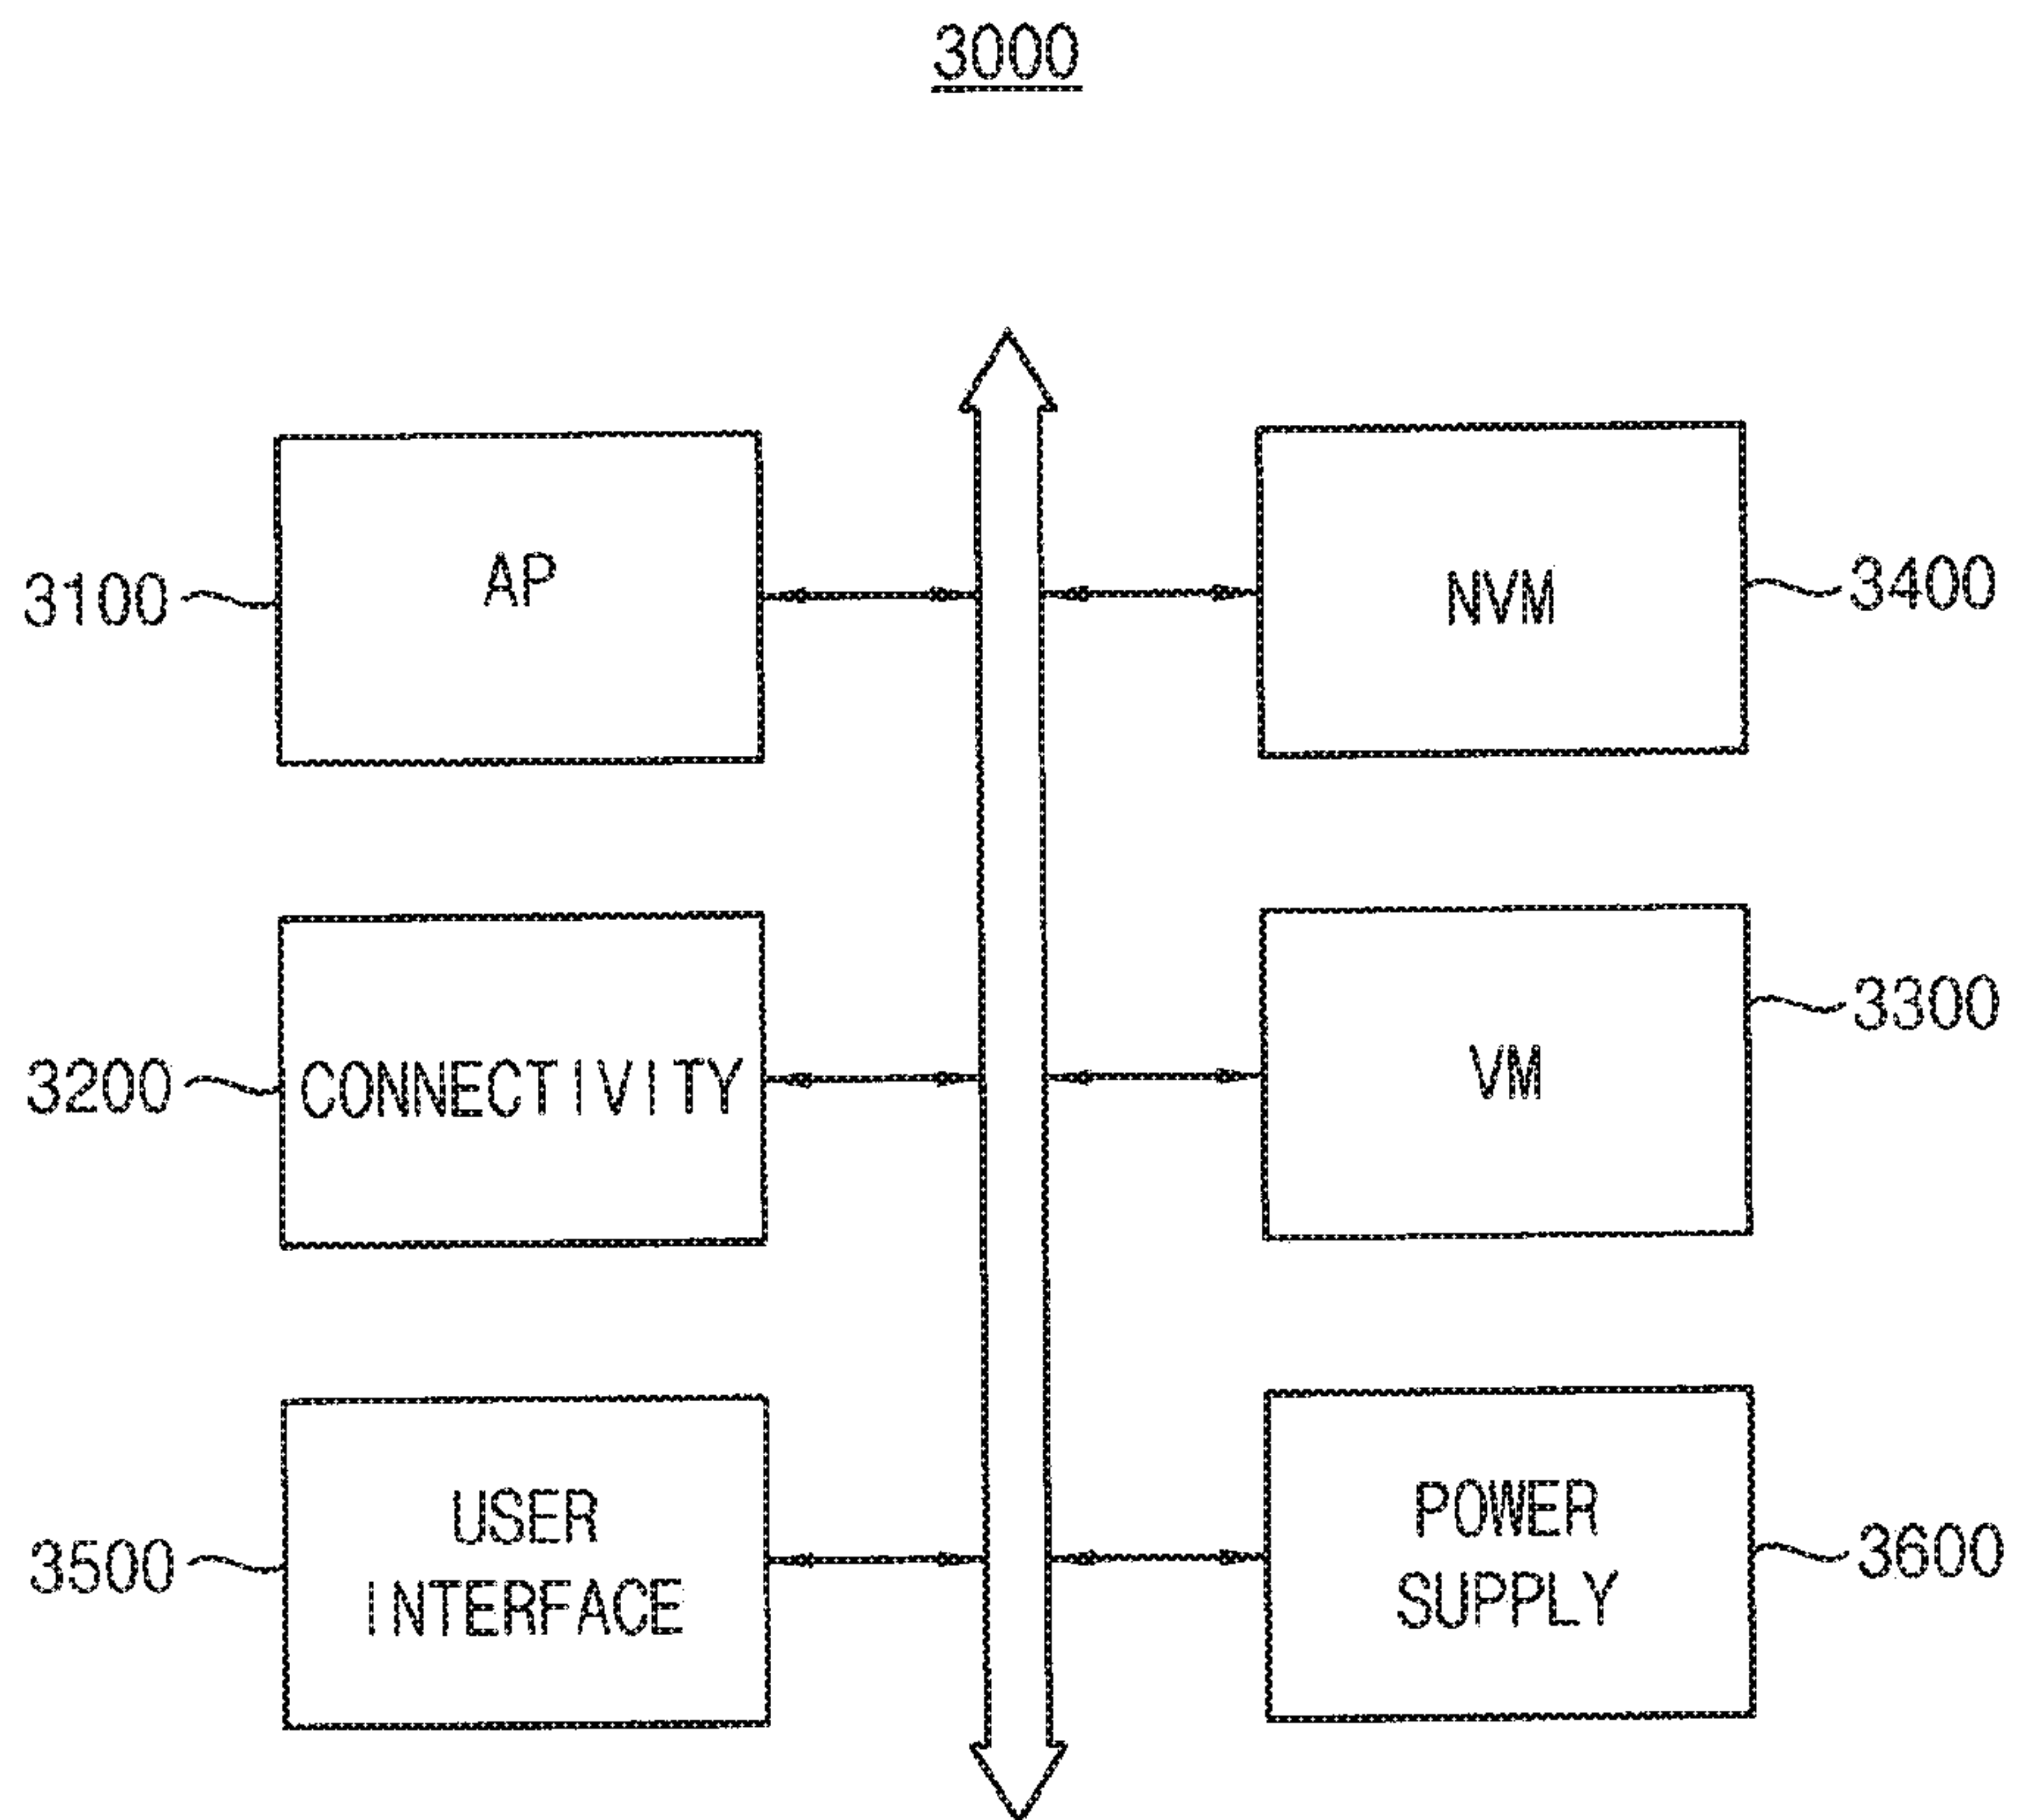 3000
3100
AP
NVM
3400
3200
CONNECTIVITY
VM
3300
3500
USER
INTERFACE
POWER
SUPPLY
3600